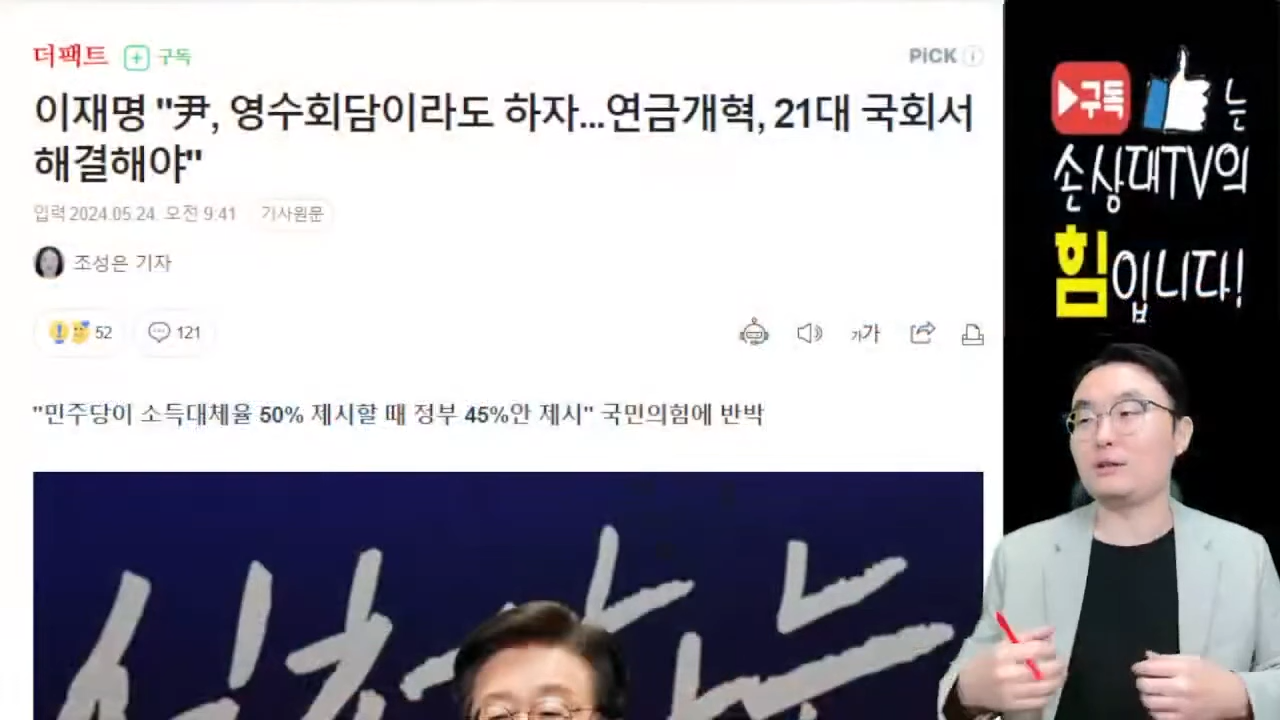 더팩트 구독 PiCK
이재명 "尹, 영수회담이라도 하자...연금개혁, 21대 국회서
해결해야"
입력 2024.05.24. 오전 9:41 기사원문
조성은 기자
52 121 가가
"민주당이 소득대체율 50% 제시할 때 정부 45%안 제시" 국민의힘에 반박
구독 는
손상대TV의
힘입니다!